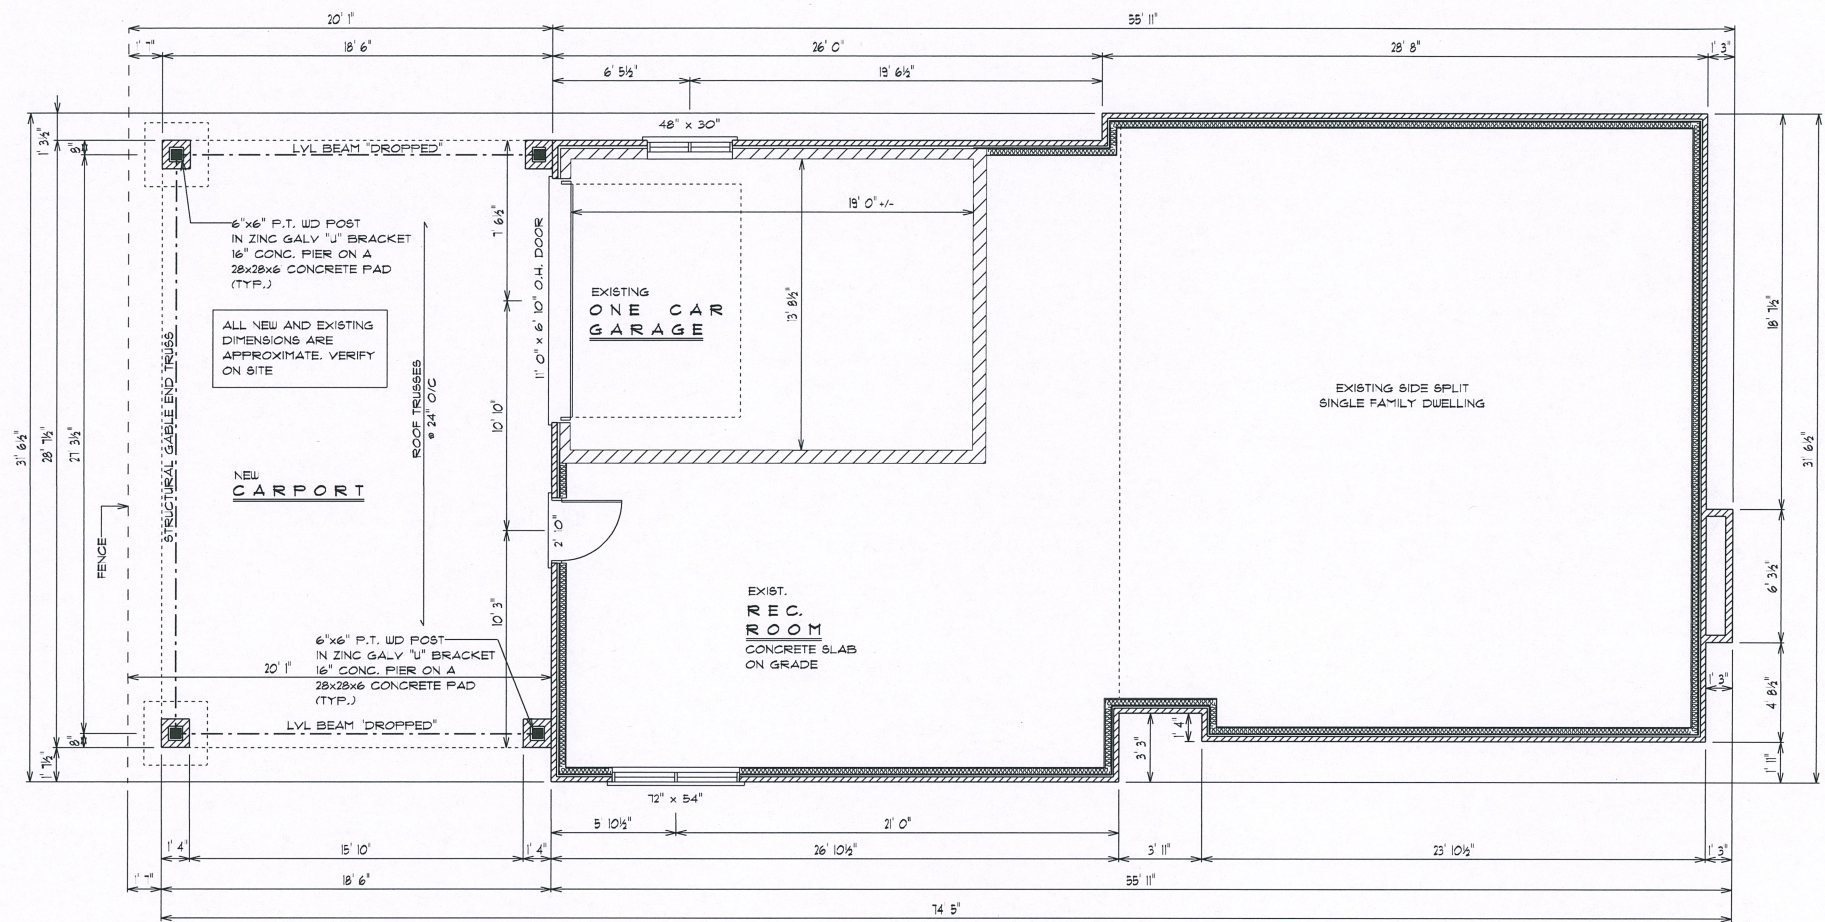 20' 1"
55' 11"
1' 7"
18' 6"
26' 0"
28' 8"
1' 3"
6' 5½"
19' 6½"
48" x 30"
1' 3½"
8"
LVL BEAM "DROPPED"
6"x6" P.T. WD POST
IN ZINC GALV "U" BRACKET
16" CONC. PIER ON A
28x28x6 CONCRETE PAD
(TYP.)
7' 6½"
11' 0" x 6' 10" O.H. DOOR
19' 0" +/-
13' 8½"
EXISTING
ONE CAR
GARAGE
ALL NEW AND EXISTING
DIMENSIONS ARE
APPROXIMATE. VERIFY
ON SITE
STRUCTURAL GABLE END TRUSS
ROOF TRUSSES
@ 24" O/C
10' 10"
EXISTING SIDE SPLIT
SINGLE FAMILY DWELLING
18' 7½"
31' 6½"
28' 7½"
27' 3½"
31' 6½"
NEW
CARPORT
FENCE
2' 0"
6' 3½"
EXIST.
REC.
ROOM
CONCRETE SLAB
ON GRADE
10' 3"
6"x6" P.T. WD POST
IN ZINC GALV "U" BRACKET
16" CONC. PIER ON A
28x28x6 CONCRETE PAD
(TYP.)
20' 1"
1' 3"
4' 8½"
LVL BEAM 'DROPPED"
8"
1' 7½"
3' 3"
1' 4"
1' 11"
72" x 54"
5' 10½"
21' 0"
1' 4"
15' 10"
1' 4"
26' 10½"
3' 11"
23' 10½"
1' 3"
1' 7"
18' 6"
55' 11"
74' 5"